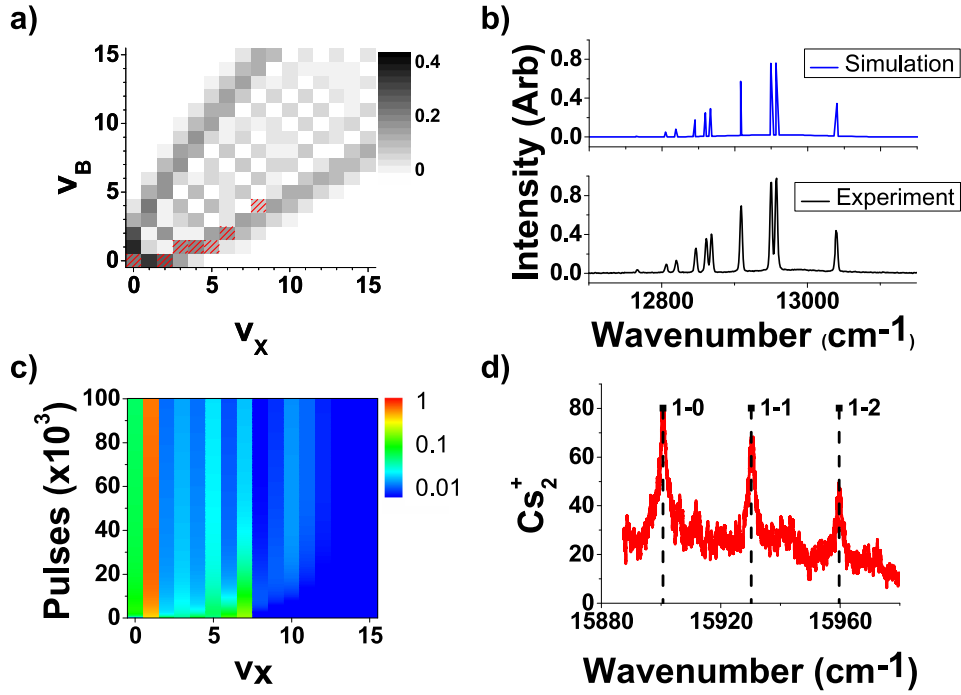 a)
15
10
5
0
v_B
0 5 10 15
v_X
0.4
0.2
0
b)
Intensity (Arb)
0.8
0.4
0.0
Simulation
0.8
0.4
0.0
Experiment
12800 13000
Wavenumber (cm-1)
c)
Pulses (x10^3)
100
80
60
40
20
0
0 5 10 15
v_X
1
0.1
0.01
d)
Cs_2^+
80
60
40
20
0
1-0 1-1 1-2
15880 15920 15960
Wavenumber (cm-1)